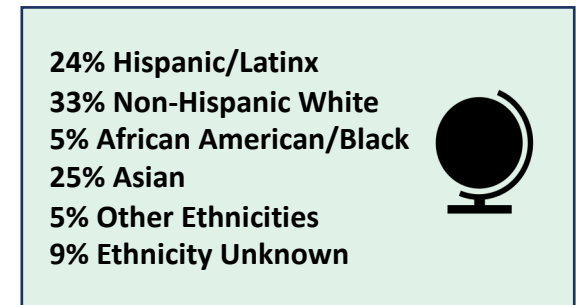 24% Hispanic/Latinx
33% Non-Hispanic White
5% African American/Black
25% Asian
5% Other Ethnicities
9% Ethnicity Unknown